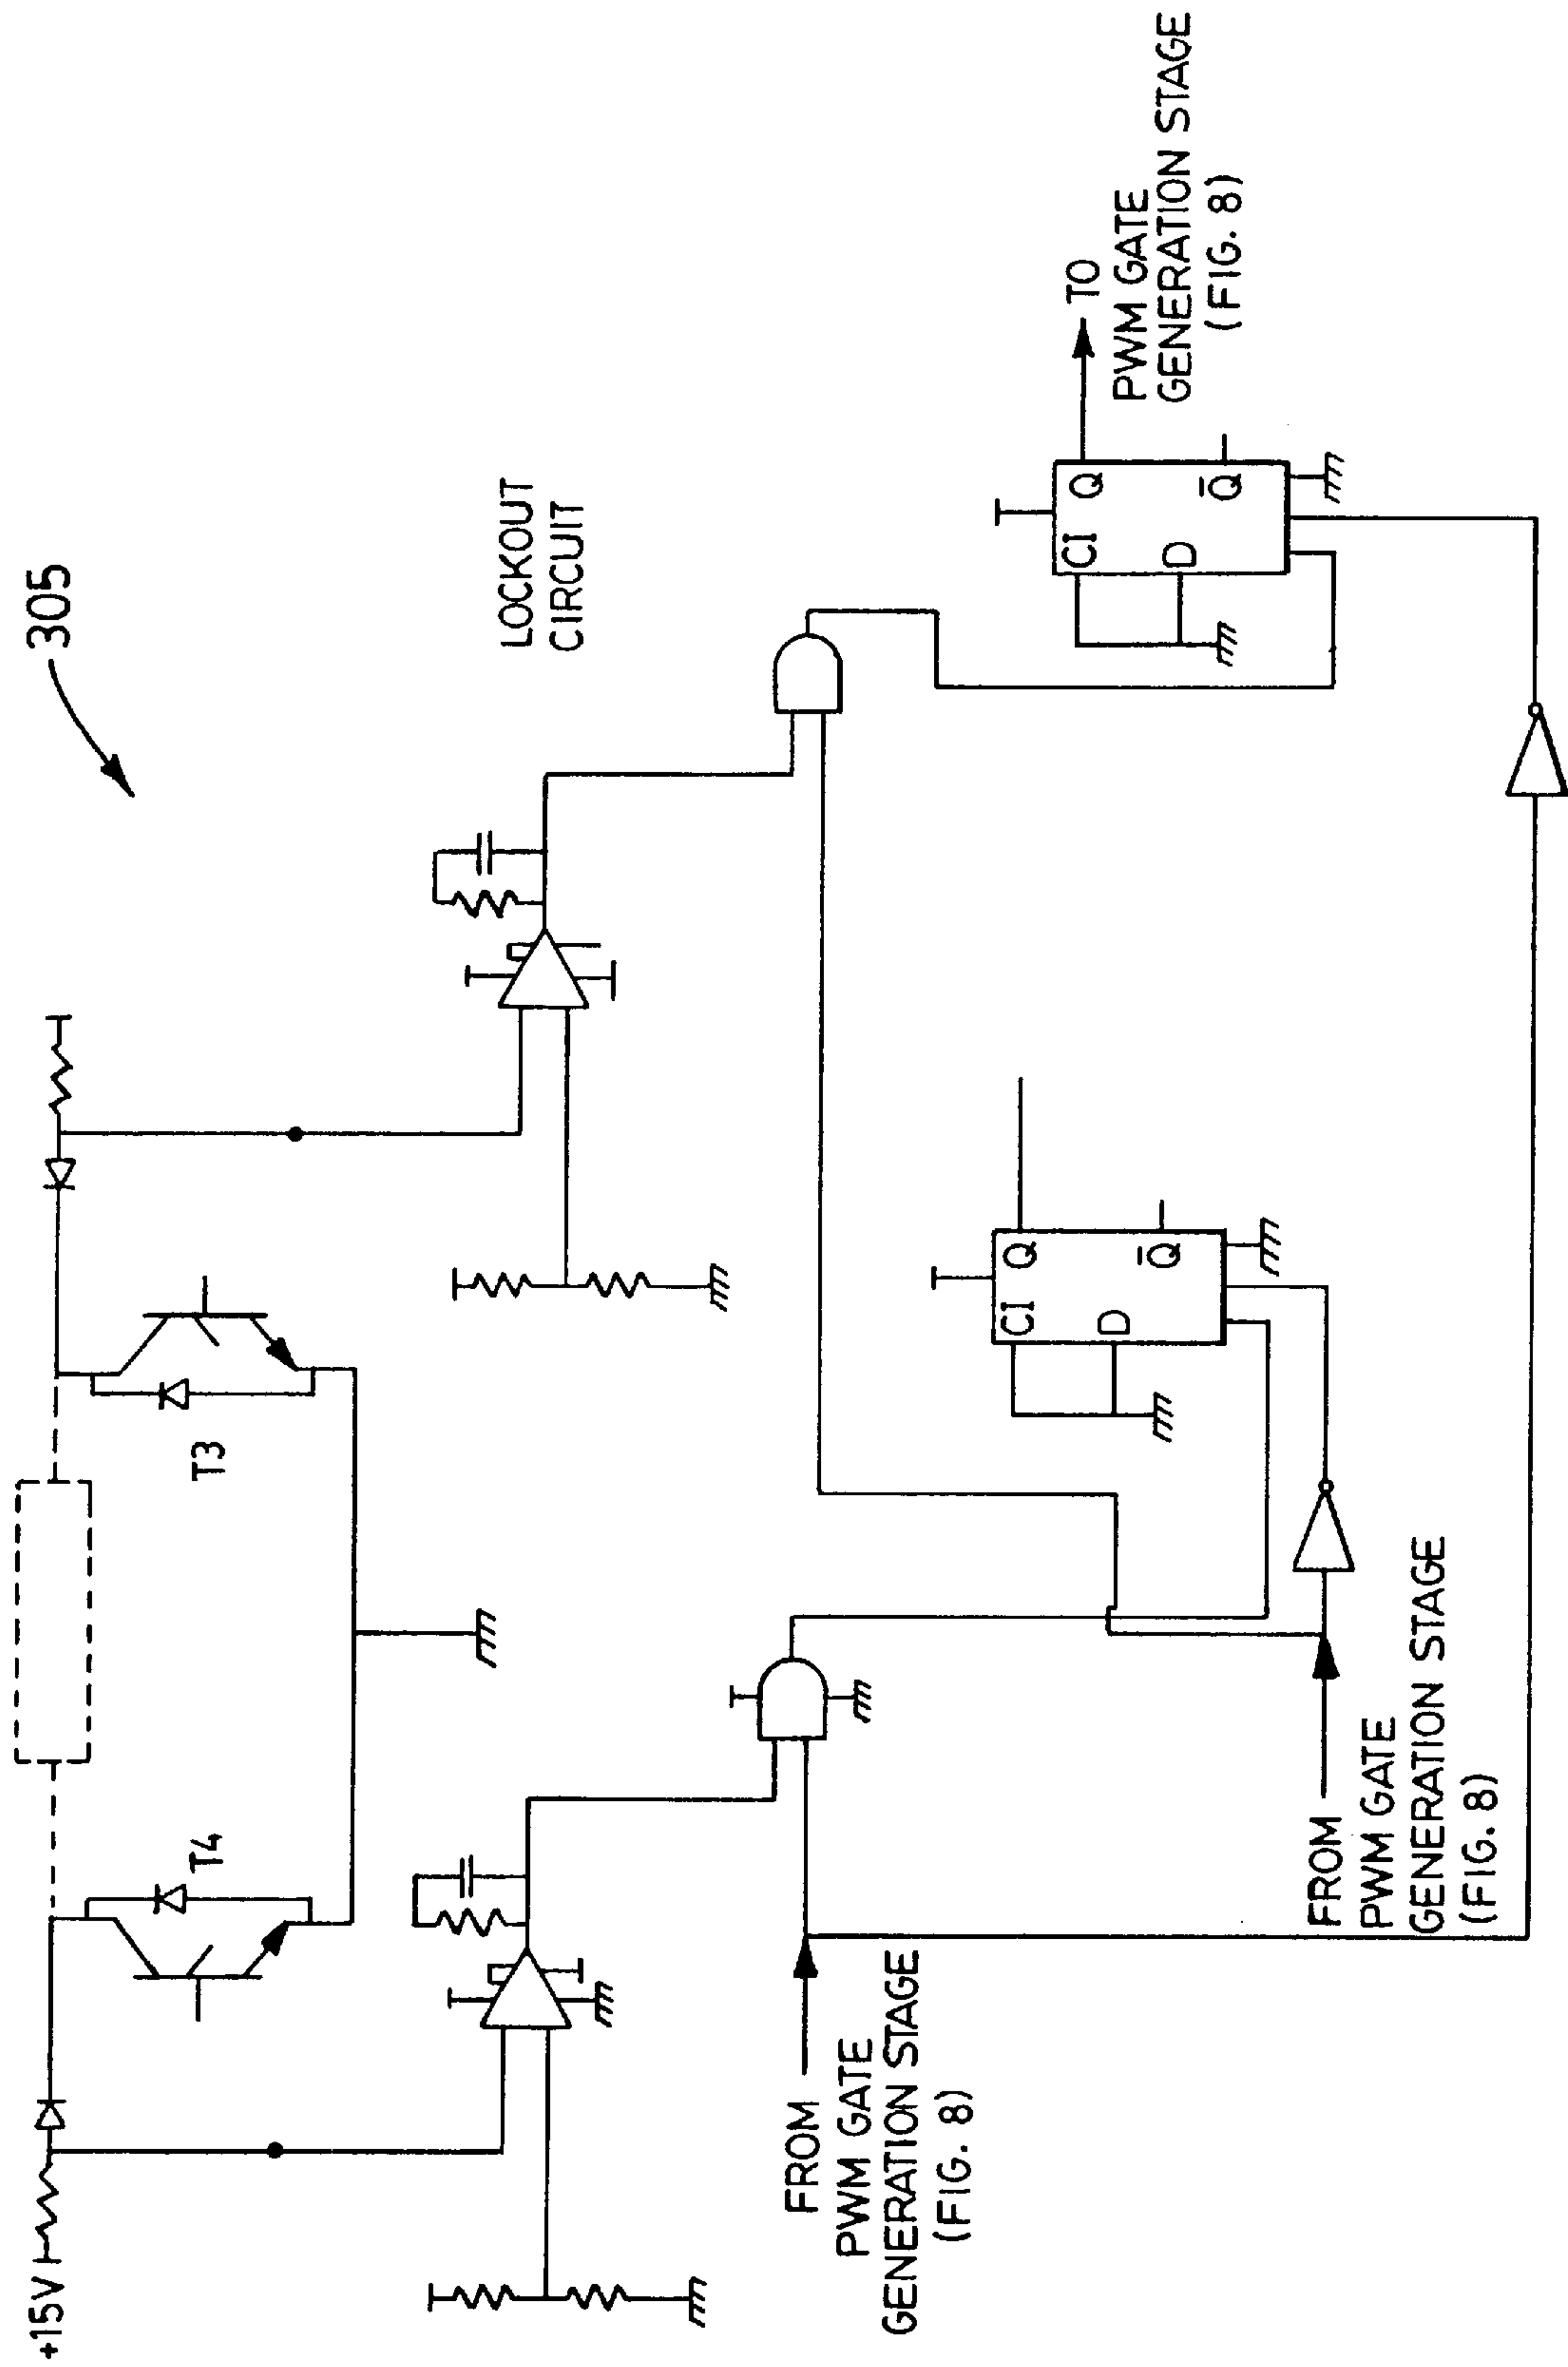 305
+15V
T4
T3
LOCKOUT
CIRCUIT
FROM
PWM GATE
GENERATION STAGE
(FIG. 8)
FROM
PWM GATE
GENERATION STAGE
(FIG. 8)
CI Q
D Q̅
CI Q
D Q̅
TO
PWM GATE
GENERATION STAGE
(FIG. 8)